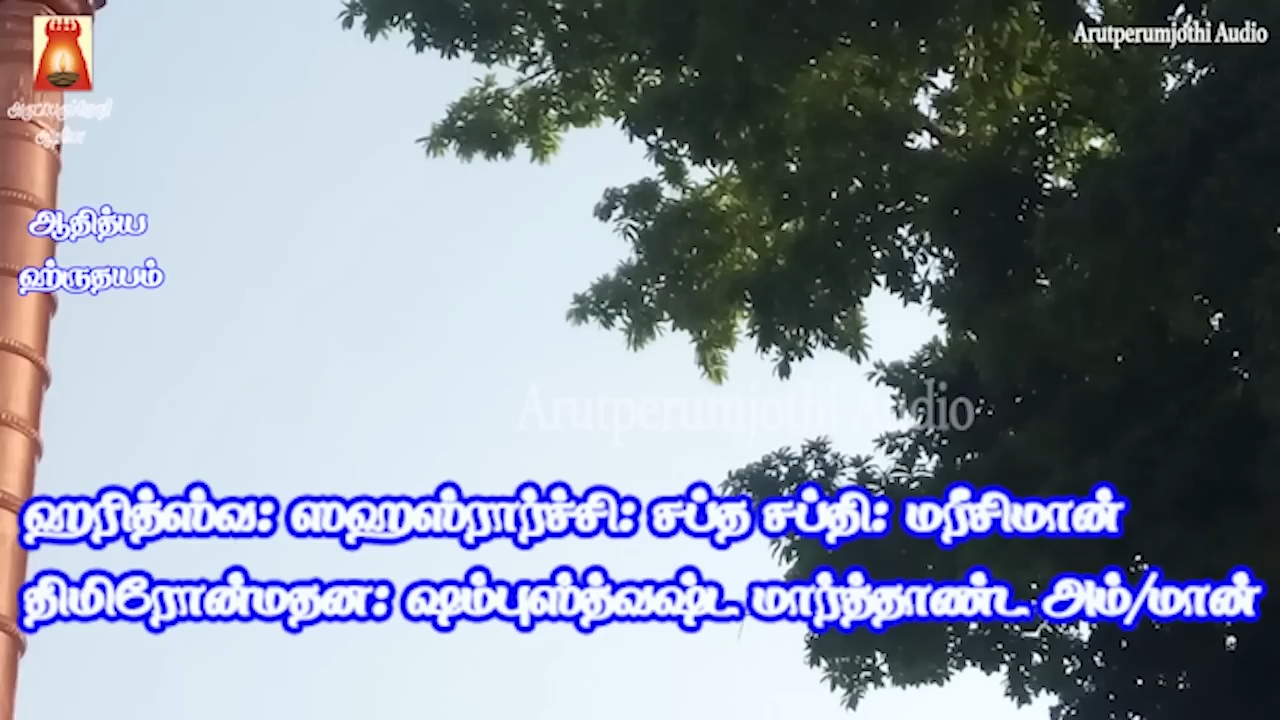 Arutperumjothi Audio
ஆதித்ய
ஹ்ருதயம்
Arutperumjothi Audio
ஹரித்ஸ்வ: ஸஹஸ்ரார்ச்சி: சப்த சப்தி: மரீசிமான்
திமிரோன்மதன: ஷம்புஸ்த்வஷ்ட மார்த்தாண்ட அம்/மான்